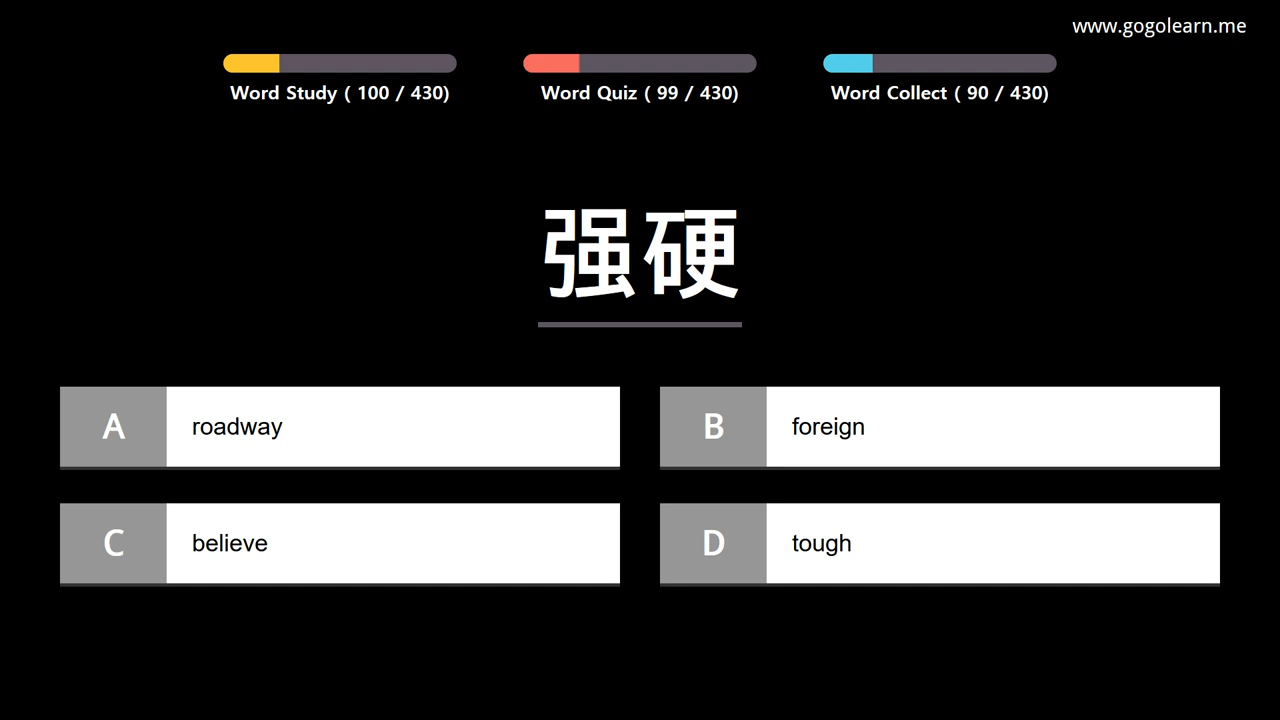 www.gogolearn.me
Word Study ( 100 / 430)
Word Quiz ( 99 / 430)
Word Collect ( 90 / 430)
强硬
A
roadway
B
foreign
C
believe
D
tough